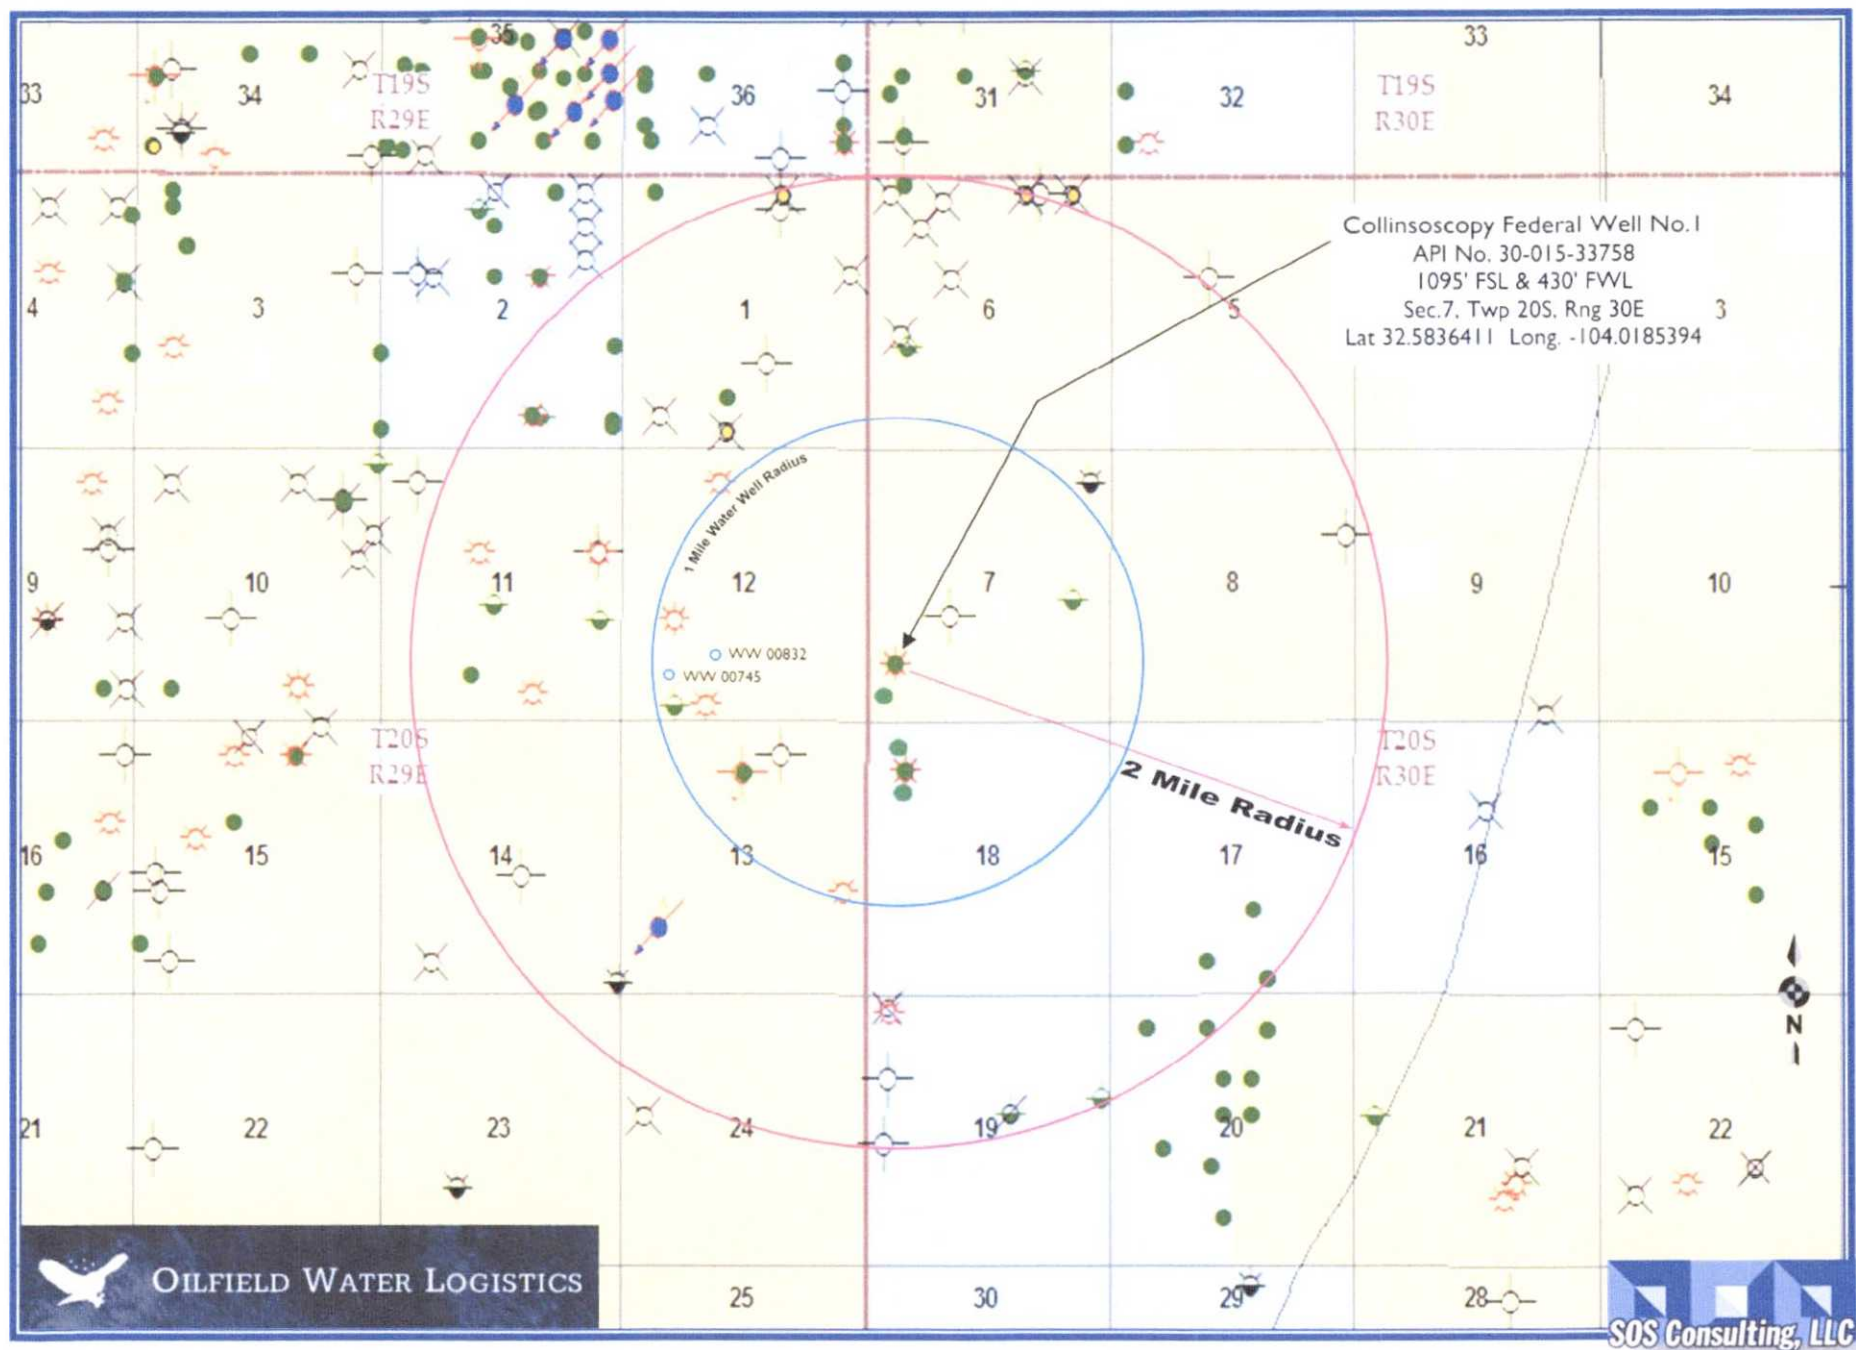 35
33
33
34
T19S
R29E
36
31
32
T19S
R30E
34
Collinsoscopy Federal Well No.1
API No. 30-015-33758
1095' FSL & 430' FWL
Sec.7, Twp 20S, Rng 30E
Lat 32.5836411 Long. -104.0185394
4
3
2
1
6
5
3
1 Mile Water Well Radius
9
10
11
12
7
8
9
10
WW 00832
WW 00745
T20S
R29E
T20S
R30E
2 Mile Radius
16
15
14
13
18
17
16
15
N
21
22
23
24
19
20
21
22
OILFIELD WATER LOGISTICS
25
30
29
28
SOS Consulting, LLC